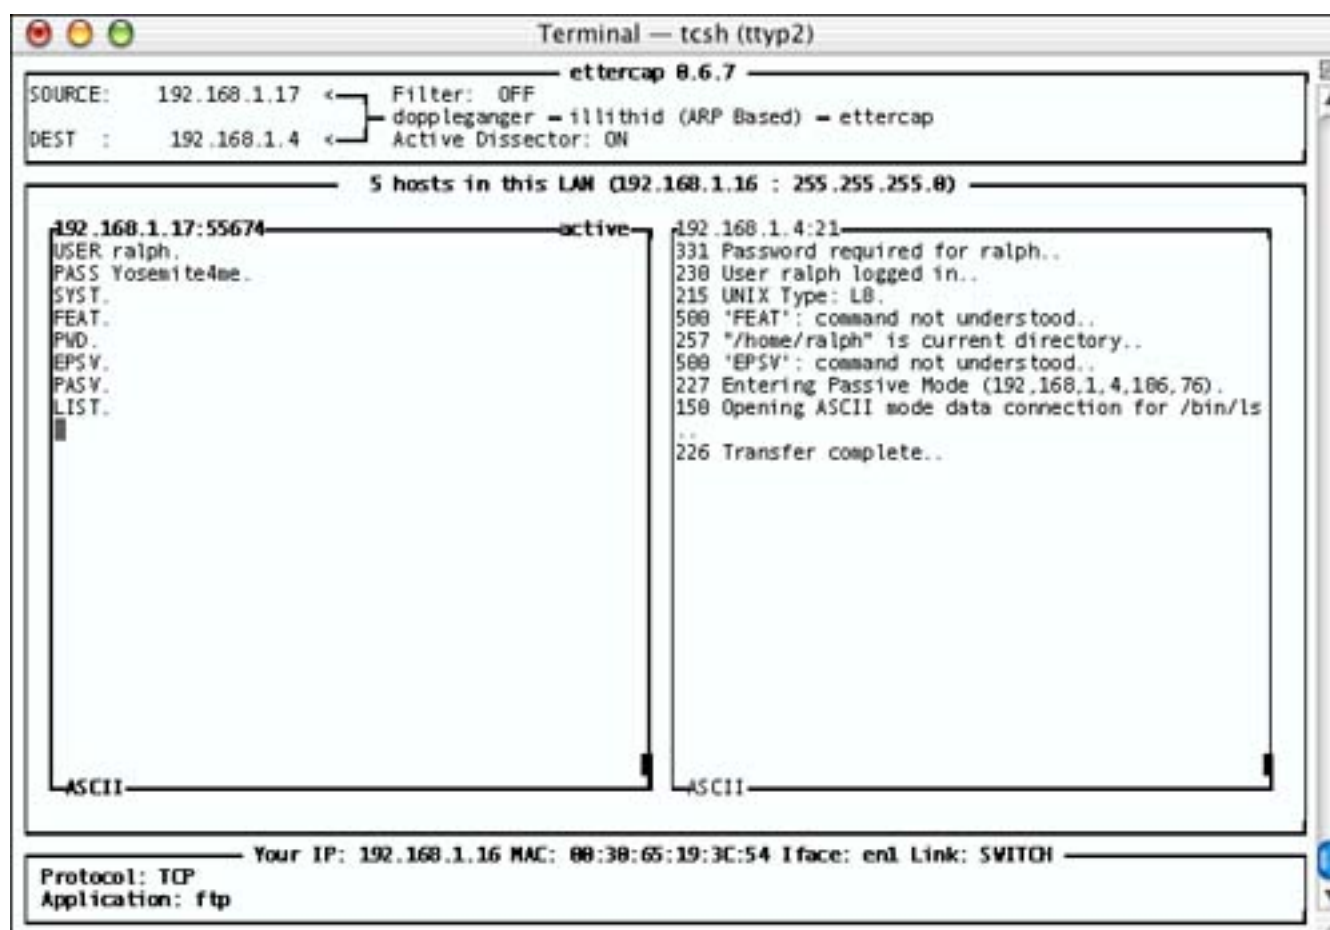 Terminal — tcsh (ttyp2)
ettercap 0.6.7
SOURCE: 192.168.1.17 < Filter: OFF
doppleganger - illithid (ARP Based) - ettercap
DEST : 192.168.1.4 < Active Dissector: ON
5 hosts in this LAN (192.168.1.16 : 255.255.255.0)
192.168.1.17:55674 active
USER ralph.
PASS Yosemite4me.
SYST.
FEAT.
PWD.
EPSV.
PASV.
LIST.
ASCII
192.168.1.4:21
331 Password required for ralph..
230 User ralph logged in..
215 UNIX Type: L8.
500 'FEAT': command not understood..
257 "/home/ralph" is current directory..
500 'EPSV': command not understood..
227 Entering Passive Mode (192,168,1,4,186,76).
150 Opening ASCII mode data connection for /bin/ls
..
226 Transfer complete..
ASCII
Your IP: 192.168.1.16 MAC: 00:30:65:19:3C:54 Iface: en1 Link: SWITCH
Protocol: TCP
Application: ftp